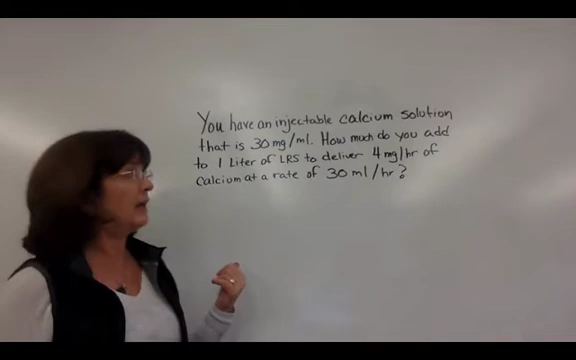 You have an injectable calcium solution
that is 30 mg/ml. How much do you add
to 1 Liter of LRS to deliver 4 mg/hr of
calcium at a rate of 30 ml/hr?